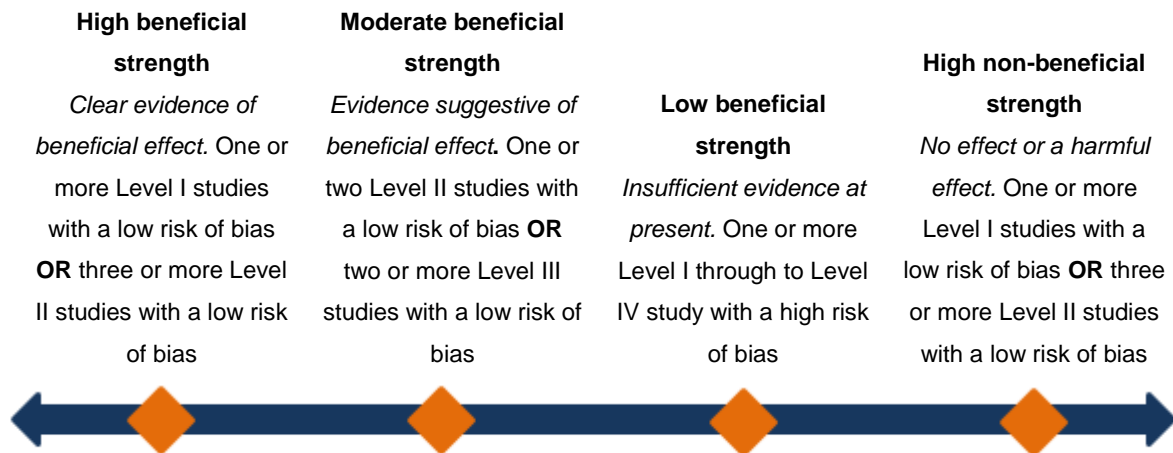 High beneficial
strength
Clear evidence of
beneficial effect. One or
more Level I studies
with a low risk of bias
OR three or more Level
II studies with a low risk
of bias
Moderate beneficial
strength
Evidence suggestive of
beneficial effect. One or
two Level II studies with
a low risk of bias OR
two or more Level III
studies with a low risk of
bias
Low beneficial
strength
Insufficient evidence at
present. One or more
Level I through to Level
IV study with a high risk
of bias
High non-beneficial
strength
No effect or a harmful
effect. One or more
Level I studies with a
low risk of bias OR three
or more Level II studies
with a low risk of bias